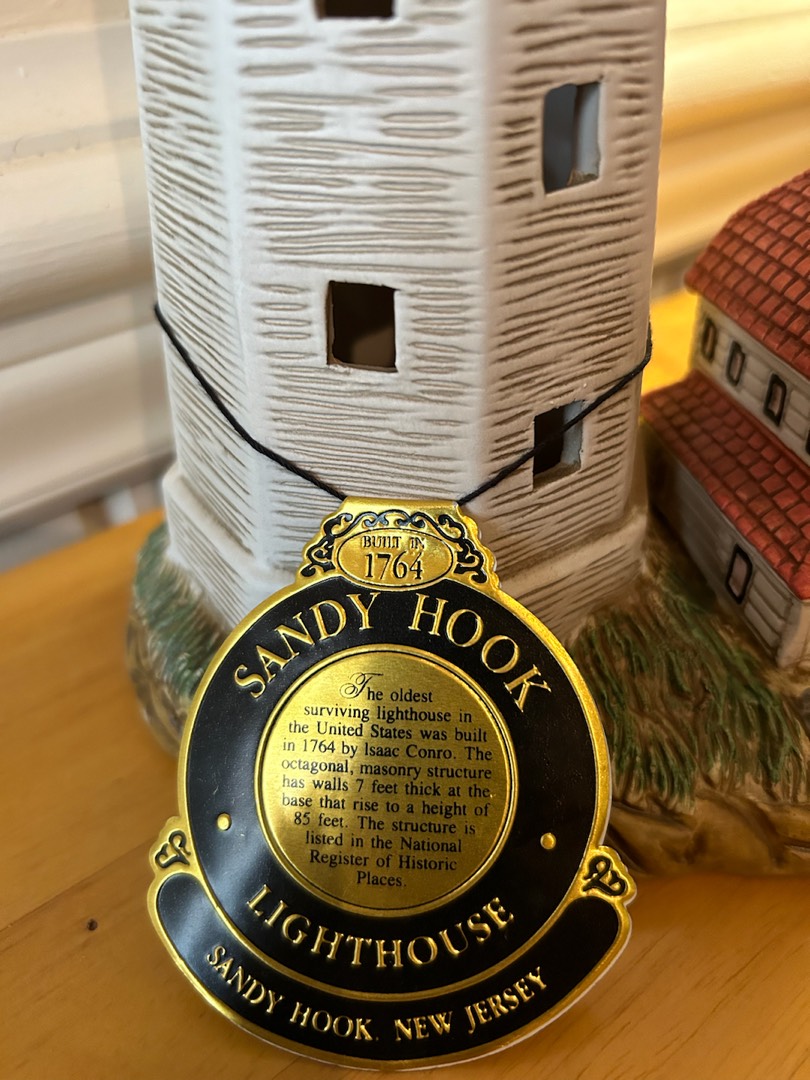 BUILT IN
1764
SANDY HOOK
The oldest
surviving lighthouse in
the United States was built
in 1764 by Isaac Conro. The
octagonal, masonry structure
has walls 7 feet thick at the
base that rise to a height of
85 feet. The structure is
listed in the National
Register of Historic
Places.
LIGHTHOUSE
SANDY HOOK, NEW JERSEY